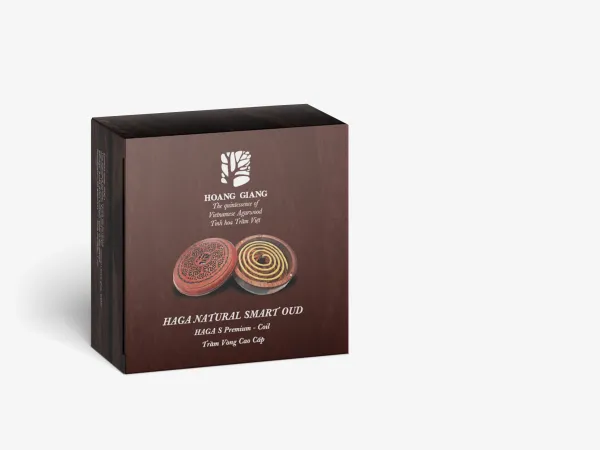 HOANG GIANG
The quintessence of
Vietnamese Agarwood
Tinh hoa Trầm Việt
HAGA NATURAL SMART OUD
HAGA S Premium - Coil
Trầm Vòng Cao Cấp